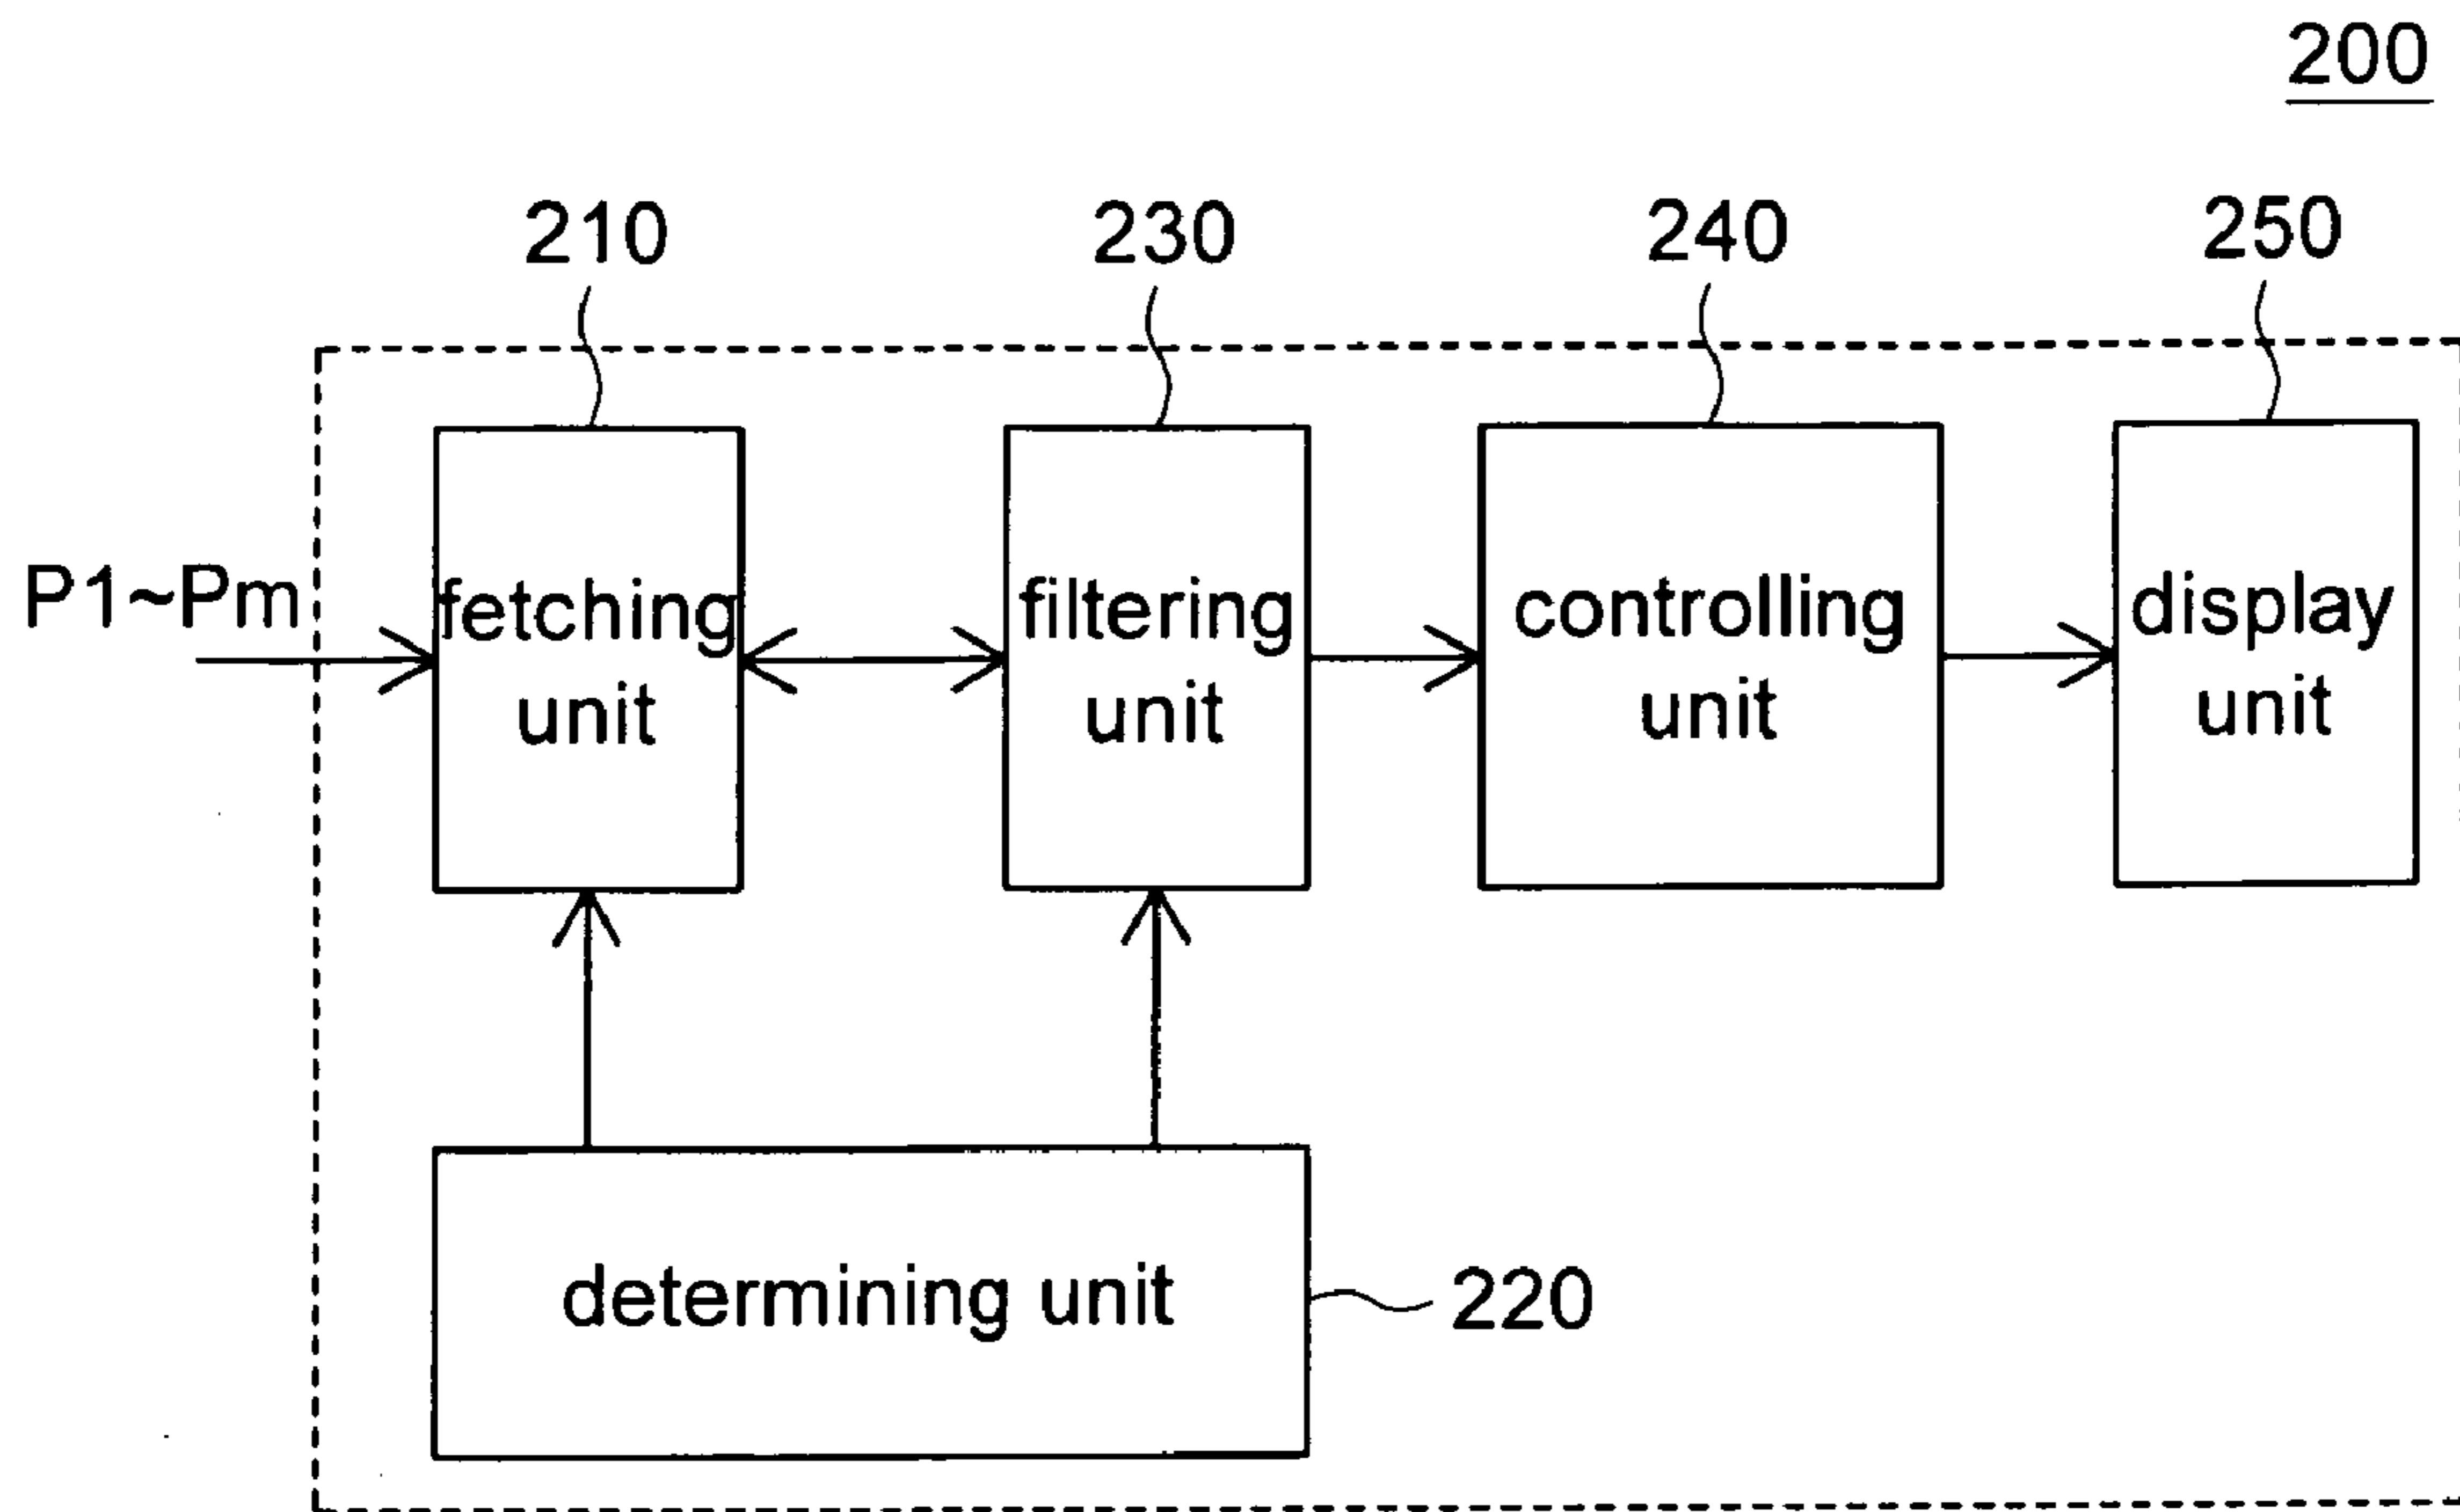 200
210
230
240
250
P1~Pm
fetching
unit
filtering
unit
controlling
unit
display
unit
determining unit
220